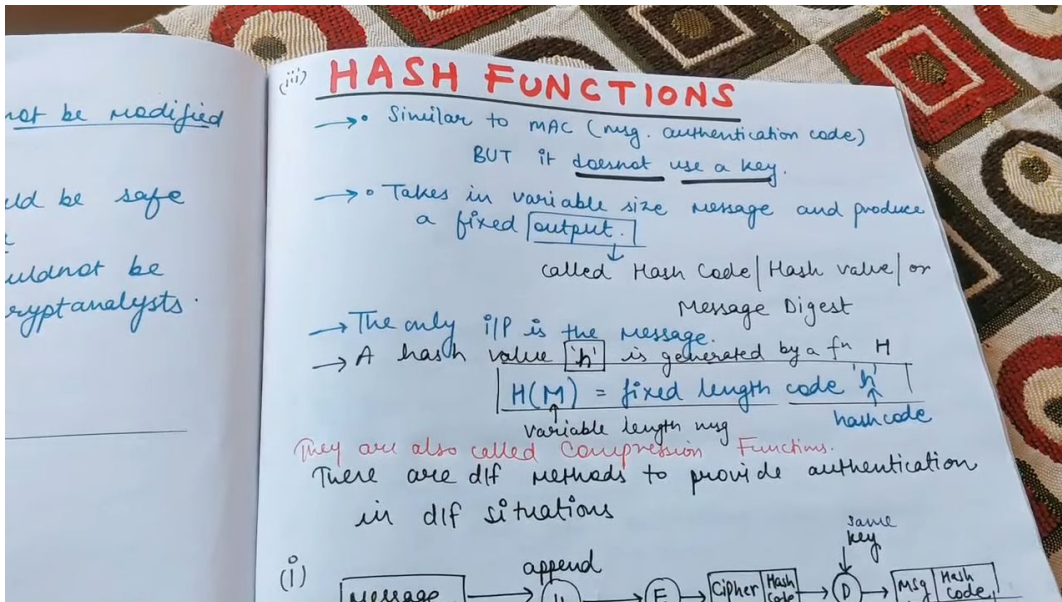 not be modified
uld be safe
uldnot be
ryptanalysts.
(iii) HASH FUNCTIONS
→• Similar to MAC (msg. authentication code)
BUT it doesnot use a key.
→• Takes in variable size message and produce
a fixed output.
called Hash Code/Hash value/or
Message Digest
→ The only i/P is the message.
→ A hash value 'h' is generated by a fn H
H(M) = fixed length code 'h'
variable length msg
hashcode
They are also called Compression Functions.
There are dlf methods to provide authentication
in dlf situations
same
key
(i)
append
Message → || → E → Cipher Hash Code → D → Msg Hash Code